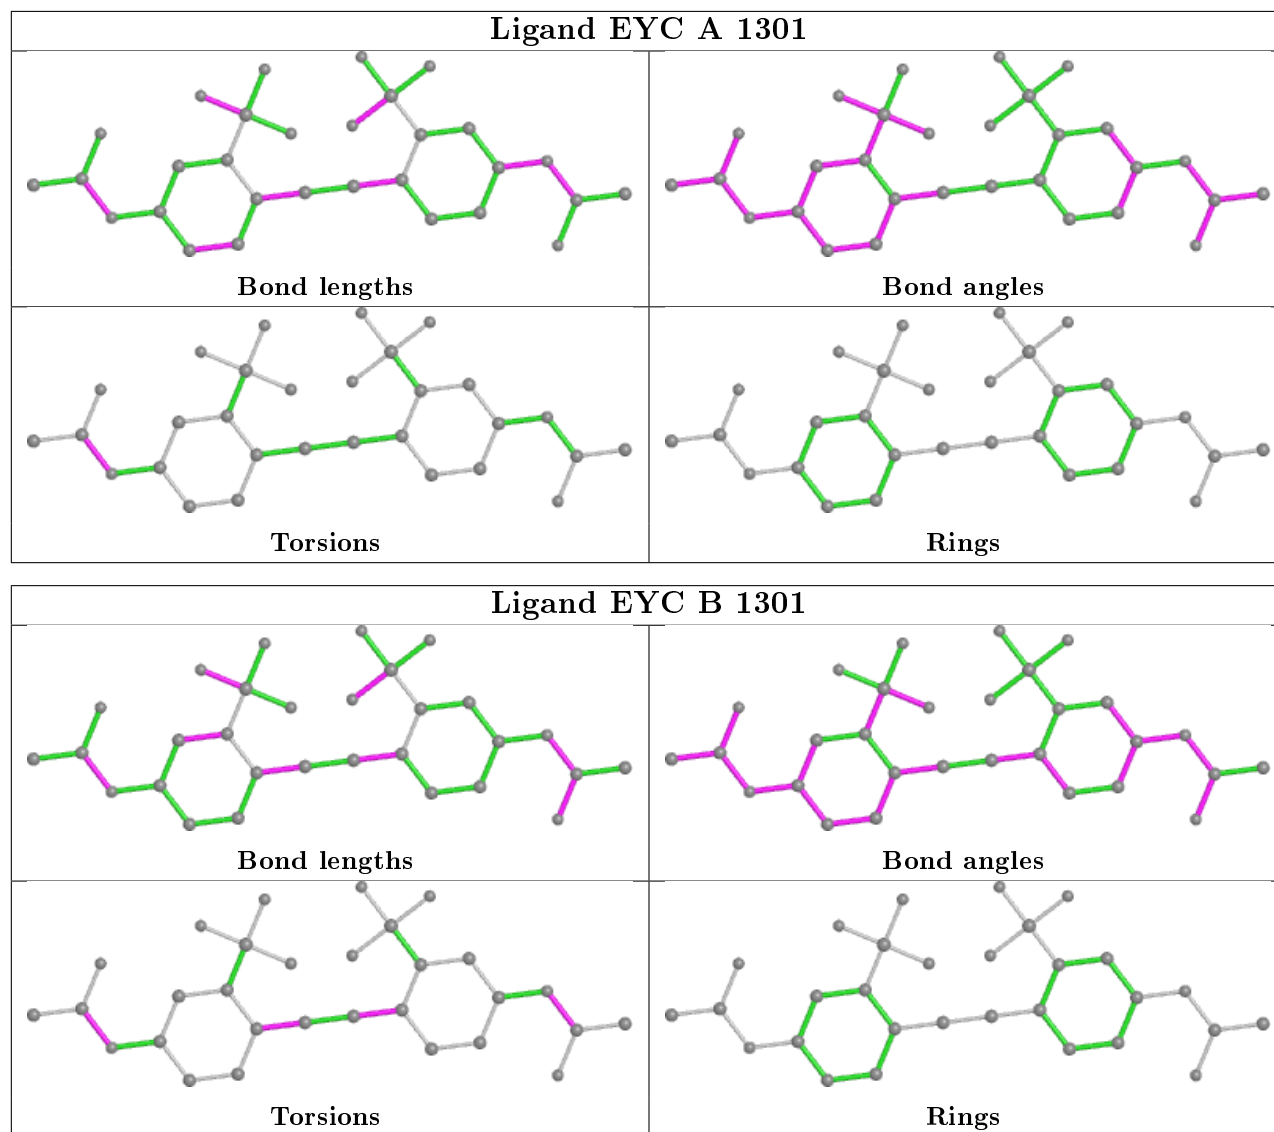 Ligand EYC A 1301
Bond lengths
Bond angles
Torsions
Rings
Ligand EYC B 1301
Bond lengths
Bond angles
Torsions
Rings